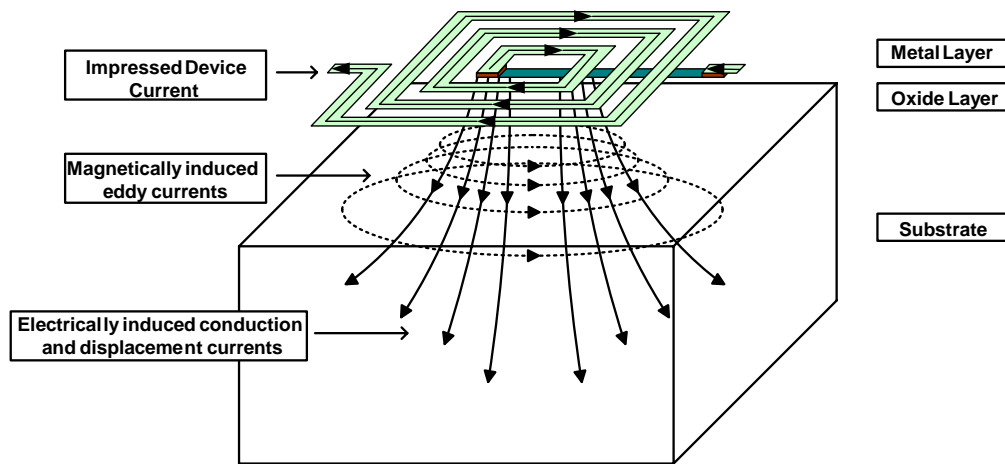 Impressed Device
Current
Metal Layer
Oxide Layer
Magnetically induced
eddy currents
Substrate
Electrically induced conduction
and displacement currents